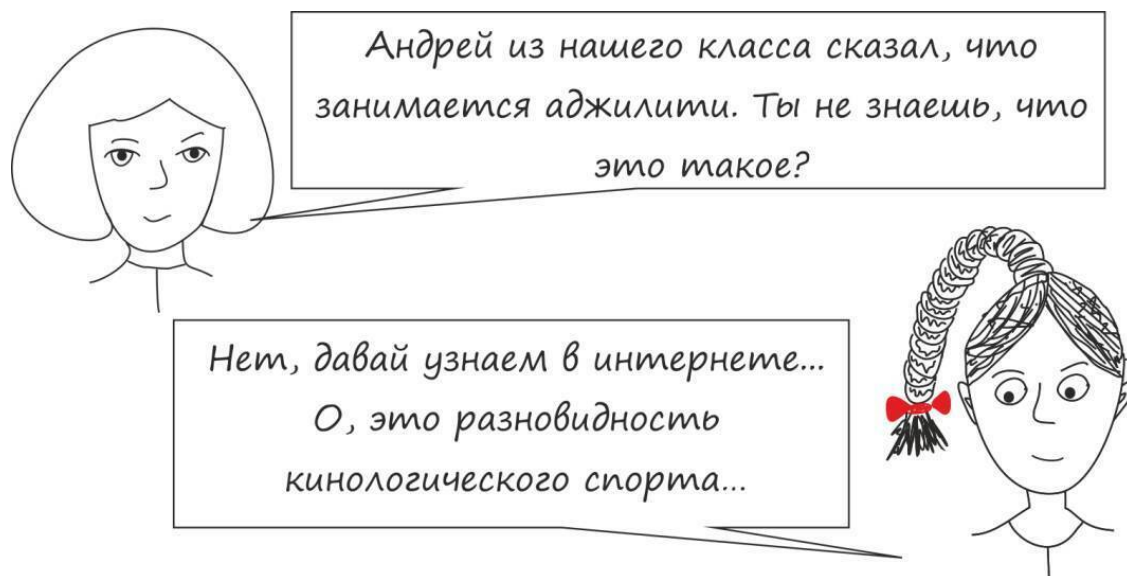 Андрей из нашего класса сказал, что
занимается аджилити. Ты не знаешь, что
это такое?
Нет, давай узнаем в интернете...
О, это разновидность
кинологического спорта...